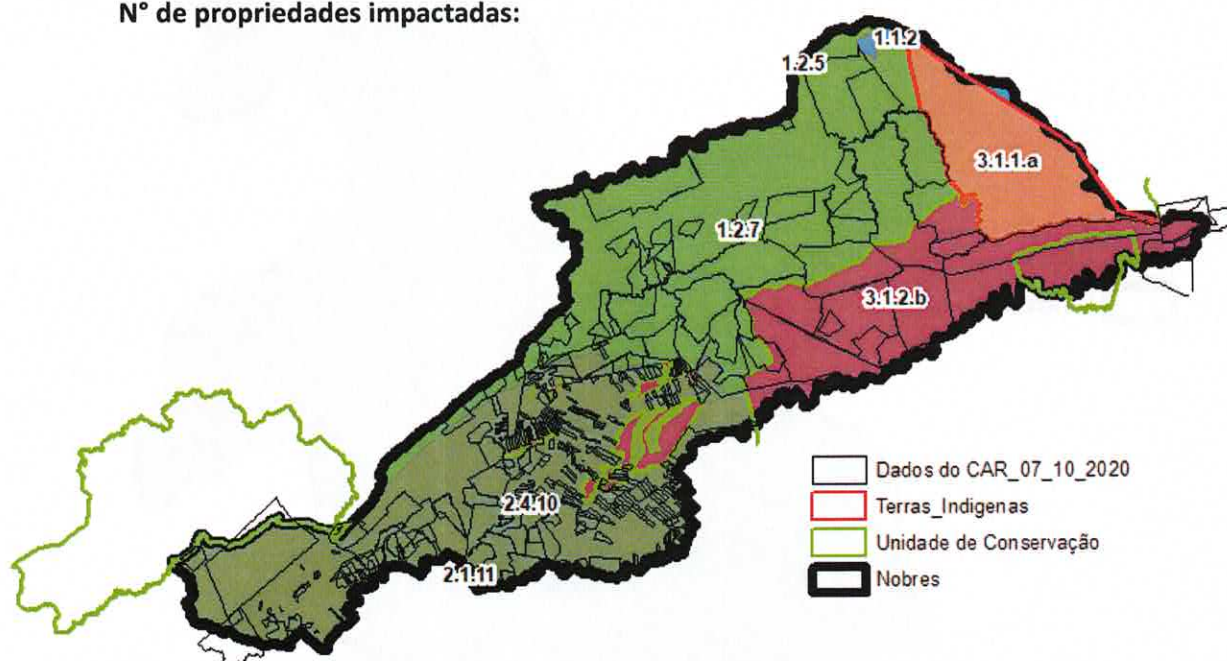 N° de propriedades impactadas:
1.1.2
1.2.5
3.1.1.a
1.2.7
3.1.2.b
2.4.10
2.1.11
Dados do CAR_07_10_2020
Terras_Indigenas
Unidade de Conservação
Nobres